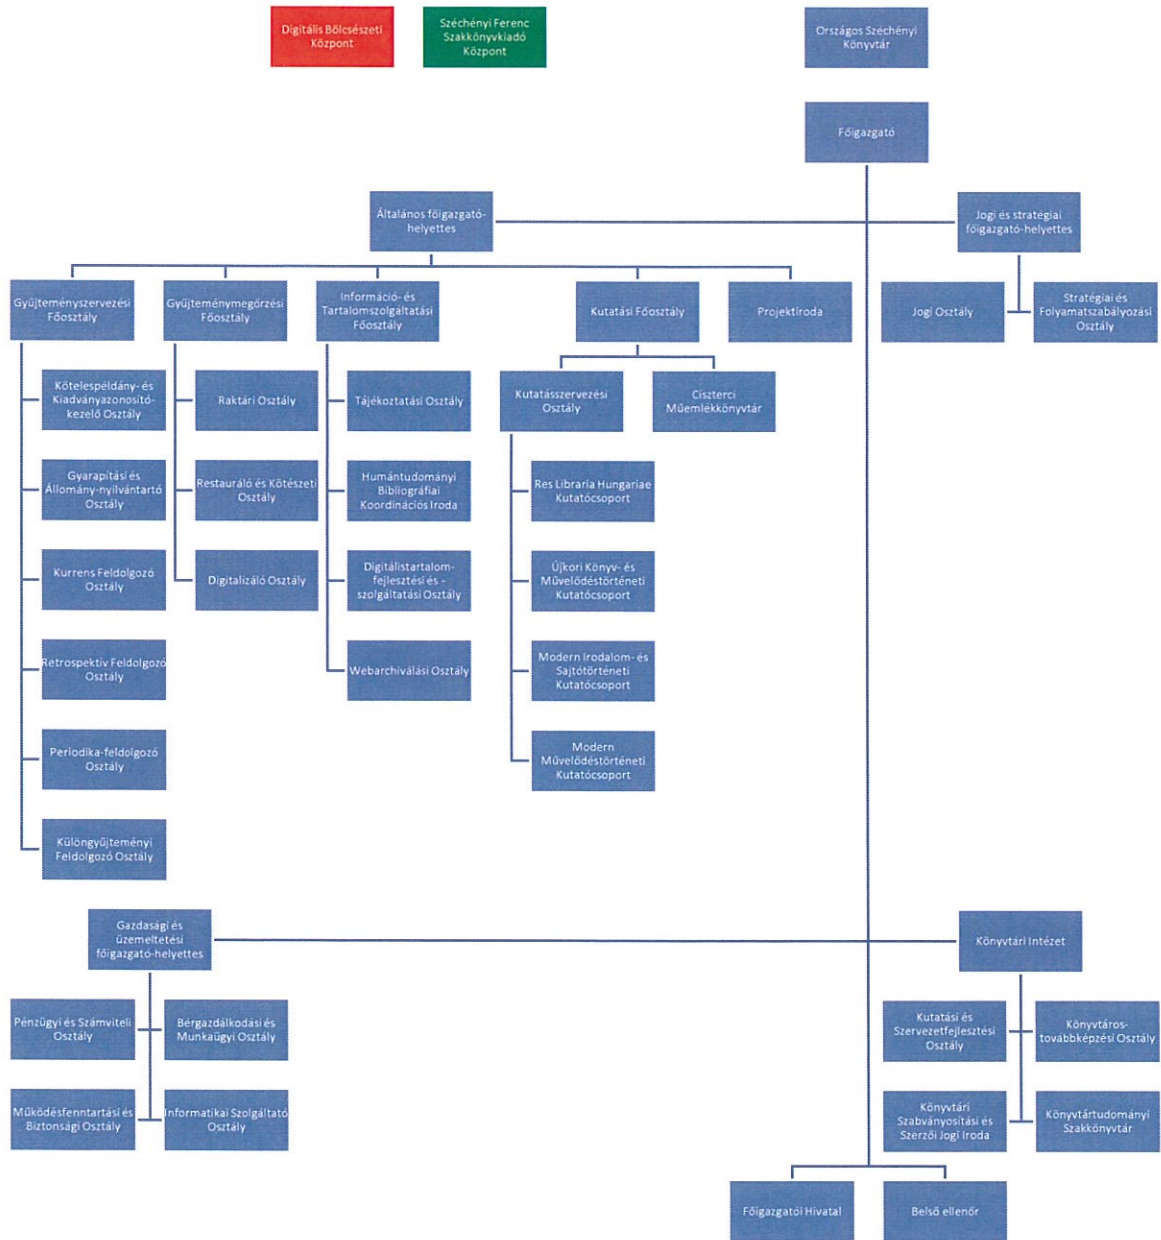 Digitális Bölcsészeti
Központ
Széchényi Ferenc
Szakkönyvkiadó
Központ
Országos Széchényi
Könyvtár
Főigazgató
Általános főigazgató-
helyettes
Jogi és stratégiai
főigazgató-helyettes
Gyűjteményszervezési
Főosztály
Gyűjteménymegőrzési
Főosztály
Információ- és
Tartalomszolgáltatási
Főosztály
Kutatási Főosztály
Projektiroda
Jogi Osztály
Stratégiai és
Folyamatszabályozási
Osztály
Kötelespéldány- és
Kiadványazonosító-
kezelő Osztály
Raktári Osztály
Tájékoztatási Osztály
Kutatásszervezési
Osztály
Ciszterci
Műemlékkönyvtár
Gyarapítási és
Állomány-nyilvántartó
Osztály
Restauráló és Kötészeti
Osztály
Humántudományi
Bibliográfiai
Koordinációs Iroda
Res Libraria Hungariae
Kutatócsoport
Kurrens Feldolgozó
Osztály
Digitalizáló Osztály
Digitálistartalom-
fejlesztési és -
szolgáltatási Osztály
Újkori Könyv- és
Művelődéstörténeti
Kutatócsoport
Retrospektív Feldolgozó
Osztály
Webarchiválási Osztály
Modern Irodalom- és
Sajtótörténeti
Kutatócsoport
Periodika-feldolgozó
Osztály
Modern
Művelődéstörténeti
Kutatócsoport
Különgyűjteményi
Feldolgozó Osztály
Gazdasági és
üzemeltetési
főigazgató-helyettes
Könyvtári Intézet
Pénzügyi és Számviteli
Osztály
Bérgazdálkodási és
Munkaügyi Osztály
Kutatási és
Szervezetfejlesztési
Osztály
Könyvtáros-
továbbképzési Osztály
Működésfenntartási és
Biztonsági Osztály
Informatikai Szolgáltató
Osztály
Könyvtári
Szabványosítási és
Szerzői Jogi Iroda
Könyvtártudományi
Szakkönyvtár
Főigazgatói Hivatal
Belső ellenőr